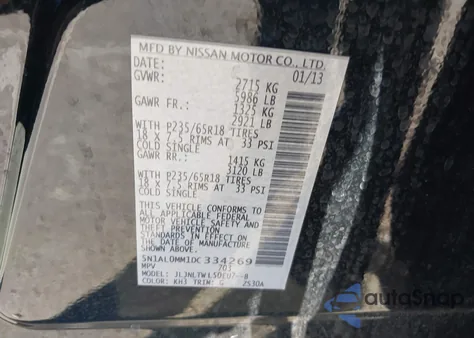 MFD BY NISSAN MOTOR CO., LTD.
DATE: 01/13
GVWR: 2715 KG
5986 LB
GAWR FR.: 1325 KG
2921 LB
WITH P235/65R18 TIRES
18 X 7.5 RIMS AT 33 PSI
COLD SINGLE
GAWR RR.: 1415 KG
3120 LB
WITH P235/65R18 TIRES
18 X 7.5 RIMS AT 33 PSI
COLD SINGLE
THIS VEHICLE CONFORMS TO
ALL APPLICABLE FEDERAL
MOTOR VEHICLE SAFETY AND
THEFT PREVENTION STANDARDS
IN EFFECT ON THE DATE OF
MANUFACTURE SHOWN ABOVE.
5N1AL0MM1DC334269
MPV 703
MODEL: JL3NLTW
COLOR: KH3 TRIM: G 2530A
autoSnap